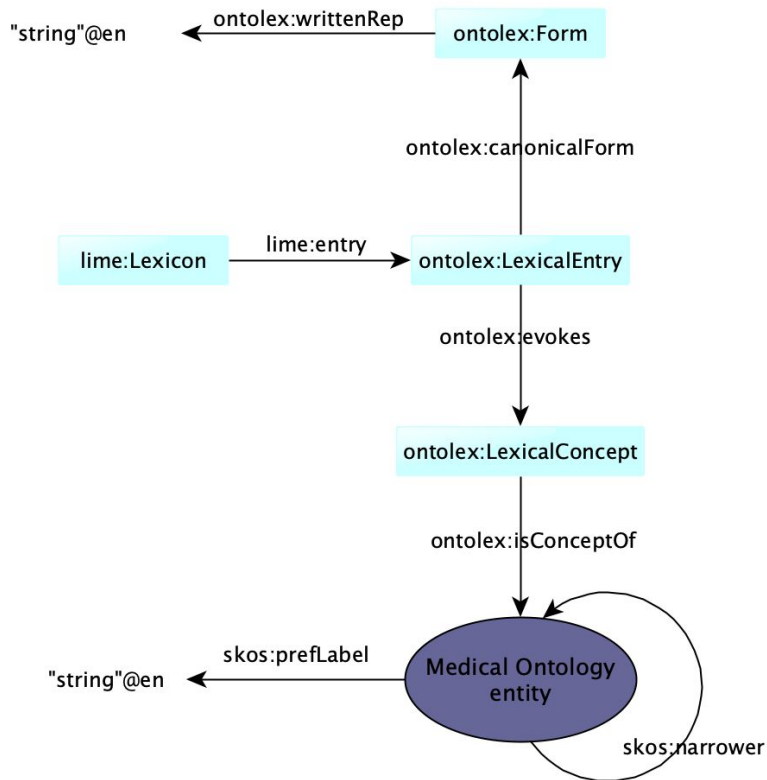 ontolex:writtenRep
"string"@en
ontolex:Form
ontolex:canonicalForm
lime:entry
lime:Lexicon
ontolex:LexicalEntry
ontolex:evokes
ontolex:LexicalConcept
ontolex:isConceptOf
skos:prefLabel
"string"@en
Medical Ontology
entity
skos:narrower